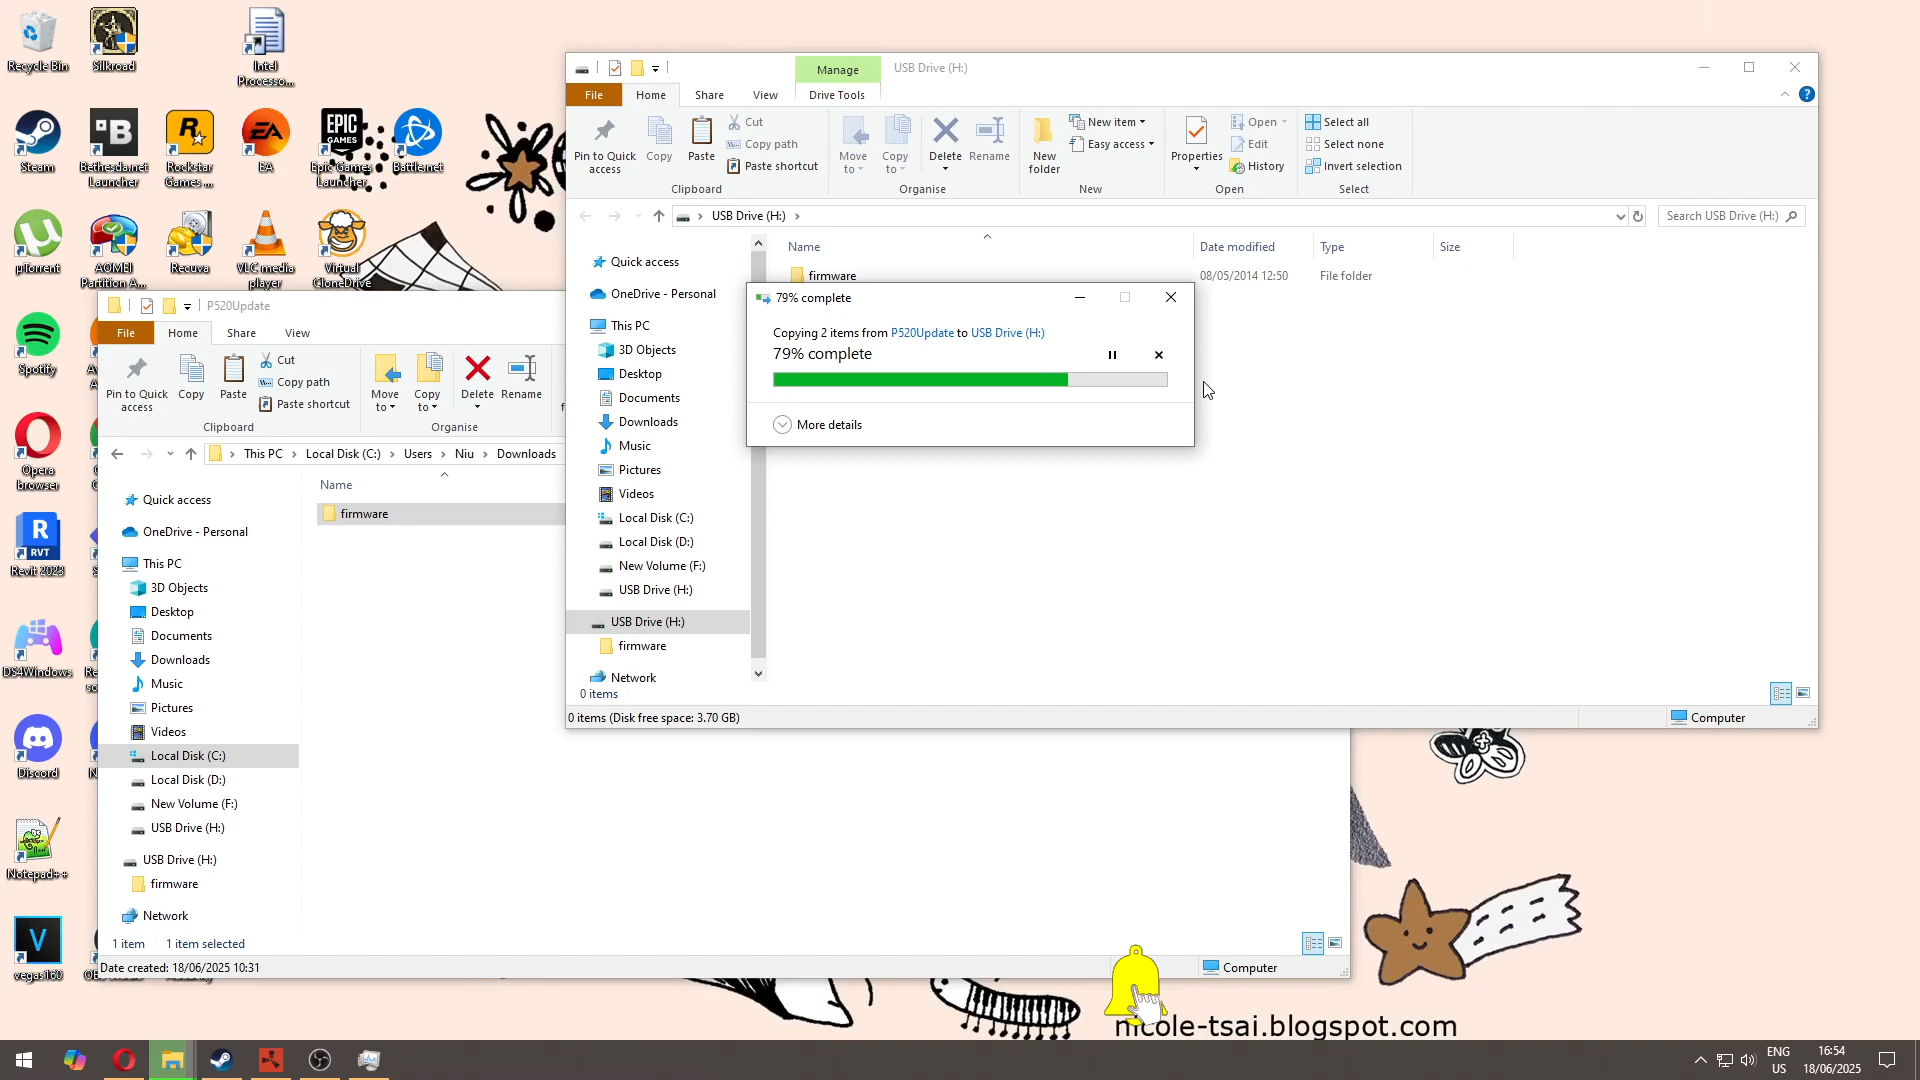 Recycle Bin
Silkroad
Intel
Processo...
Steam
Bethesda.net
Launcher
Rockstar
Games ...
EA
Epic Games
Launcher
Battle.net
µTorrent
AOMEI
Partition A...
Recuva
VLC media
player
Virtual
CloneDrive
Spotify
Opera
browser
Revit 2023
DS4Windows
Discord
Notepad++
vegas160
Manage
USB Drive (H:)
File
Home
Share
View
Drive Tools
Pin to Quick
access
Copy
Paste
Cut
Copy path
Paste shortcut
Clipboard
Move
to
Copy
to
Delete
Rename
Organise
New
folder
New item
Easy access
New
Properties
Open
Edit
History
Open
Select all
Select none
Invert selection
Select
USB Drive (H:)
Search USB Drive (H:)
Name
Date modified
Type
Size
firmware
08/05/2014 12:50
File folder
Quick access
OneDrive - Personal
This PC
3D Objects
Desktop
Documents
Downloads
Music
Pictures
Videos
Local Disk (C:)
Local Disk (D:)
New Volume (F:)
USB Drive (H:)
USB Drive (H:)
firmware
Network
0 items
0 items (Disk free space: 3.70 GB)
Computer
79% complete
Copying 2 items from P520Update to USB Drive (H:)
79% complete
More details
P520Update
File
Home
Share
View
Pin to Quick
access
Copy
Paste
Cut
Copy path
Paste shortcut
Clipboard
Move
to
Copy
to
Delete
Rename
Organise
This PC
Local Disk (C:)
Users
Niu
Downloads
Name
firmware
Quick access
OneDrive - Personal
This PC
3D Objects
Desktop
Documents
Downloads
Music
Pictures
Videos
Local Disk (C:)
Local Disk (D:)
New Volume (F:)
USB Drive (H:)
USB Drive (H:)
firmware
Network
1 item
1 item selected
Date created: 18/06/2025 10:31
Computer
nicole-tsai.blogspot.com
ENG
US
16:54
18/06/2025